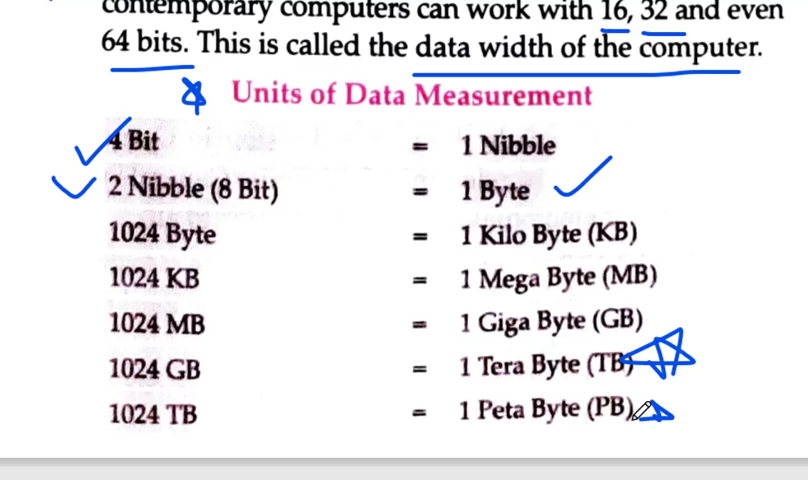 contemporary computers can work with 16, 32 and even
64 bits. This is called the data width of the computer.
Units of Data Measurement
4 Bit = 1 Nibble
2 Nibble (8 Bit) = 1 Byte
1024 Byte = 1 Kilo Byte (KB)
1024 KB = 1 Mega Byte (MB)
1024 MB = 1 Giga Byte (GB)
1024 GB = 1 Tera Byte (TB)
1024 TB = 1 Peta Byte (PB)